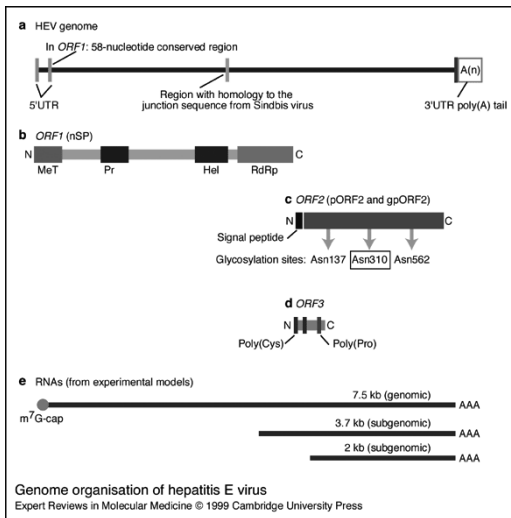 a HEV genome
In ORF1: 58-nucleotide conserved region
A(n)
5'UTR
Region with homology to the
junction sequence from Sindbis virus
3'UTR poly(A) tail
b ORF1 (nSP)
N
C
MeT Pr Hel RdRp
c ORF2 (pORF2 and gpORF2)
N
C
Signal peptide
Glycosylation sites: Asn137 Asn310 Asn562
d ORF3
N
C
Poly(Cys) Poly(Pro)
e RNAs (from experimental models)
7.5 kb (genomic)
AAA
m7G-cap
3.7 kb (subgenomic)
AAA
2 kb (subgenomic)
AAA
Genome organisation of hepatitis E virus
Expert Reviews in Molecular Medicine © 1999 Cambridge University Press